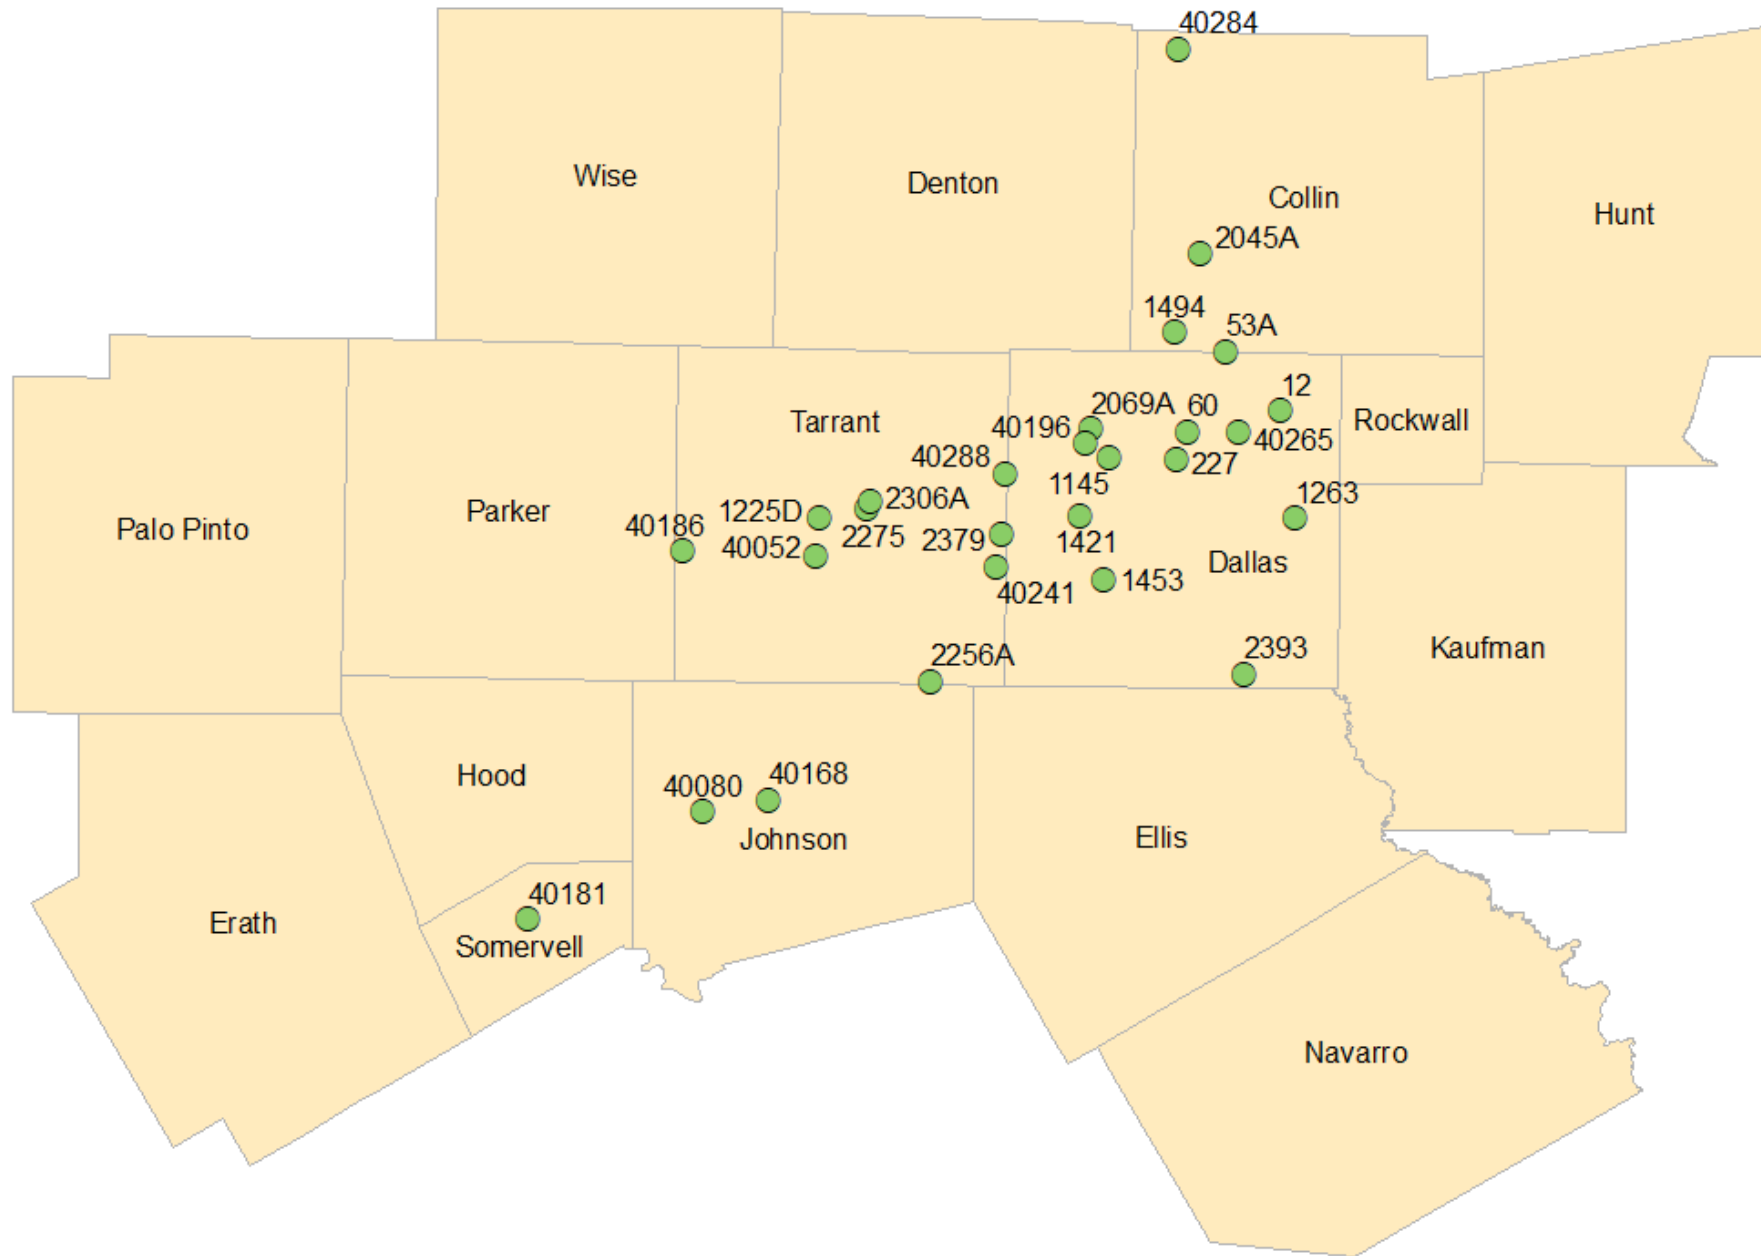 40284
Wise
Denton
Collin
Hunt
2045A
1494
53A
12
2069A
60
Tarrant
40196
Rockwall
40265
40288
227
1145
2306A
1263
1225D
Parker
Palo Pinto
40186
2275
2379
1421
40052
Dallas
1453
40241
2256A
2393
Kaufman
Hood
40080
40168
Johnson
Ellis
40181
Erath
Somervell
Navarro